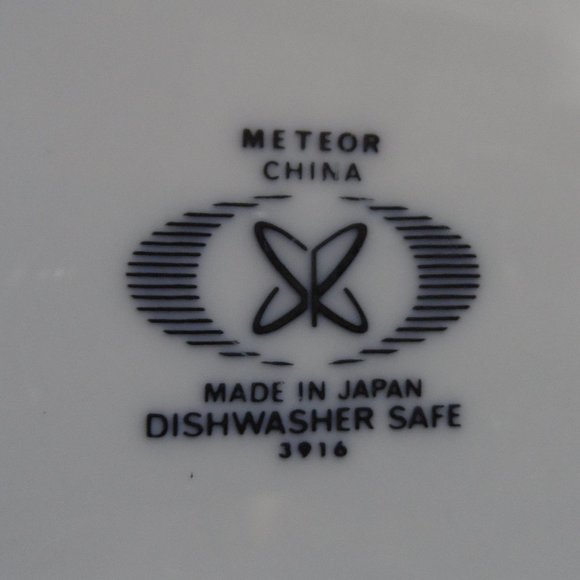 METEOR
CHINA
MADE IN JAPAN
DISHWASHER SAFE
3916